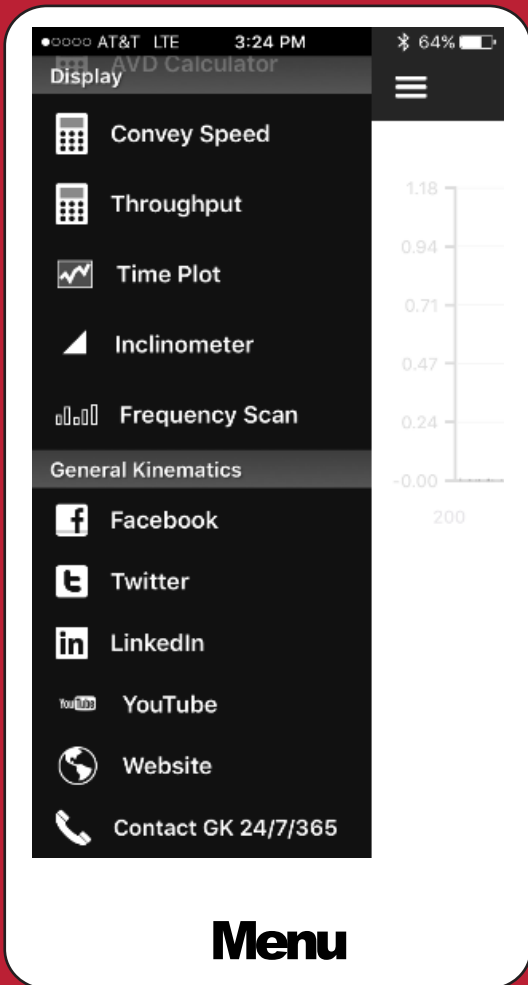 AT&T LTE 3:24 PM 64%
AVD Calculator
Display
Convey Speed
Throughput
Time Plot
Inclinometer
Frequency Scan
General Kinematics
Facebook
Twitter
in LinkedIn
YouTube YouTube
Website
Contact GK 24/7/365
1.18
0.94
0.71
0.47
0.24
-0.00
200
Menu